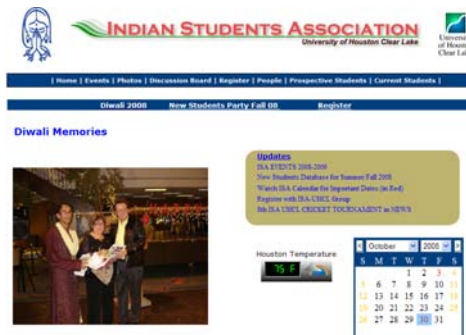 INDIAN STUDENTS ASSOCIATION
University of Houston Clear Lake
Universi
of Houst
Clear Lak
| Home | Events | Photos | Discussion Board | Register | People | Prospective Students | Current Students |
Diwali 2008 New Students Party Fall 08 Register
Diwali Memories
Updates
ISA EVENTS 2008-2009
New Students Database for Summer Fall 2008
Watch ISA Calendar for Important Dates (in Red)
Register with ISA-UHCL Group
8th ISA UHCL CRICKET TOURNAMENT in NEWS
Houston Temperature
75 F
October 2008
S M T W T F S
1 2 3 4
5 6 7 8 9 10 11
12 13 14 15 16 17 18
19 20 21 22 23 24 25
26 27 28 29 30 31